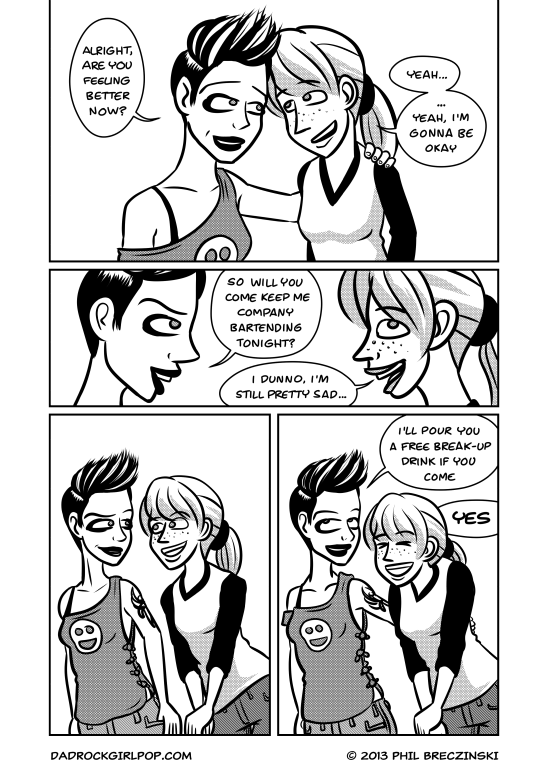 ALRIGHT,
ARE YOU
FEELING
BETTER
NOW?
YEAH...
...
YEAH, I'M
GONNA BE
OKAY
SO WILL YOU
COME KEEP ME
COMPANY
BARTENDING
TONIGHT?
I DUNNO, I'M
STILL PRETTY SAD...
I'LL POUR YOU
A FREE BREAK-UP
DRINK IF YOU
COME
YES
DADROCKGIRLPOP.COM
© 2013 PHIL BRECZINSKI